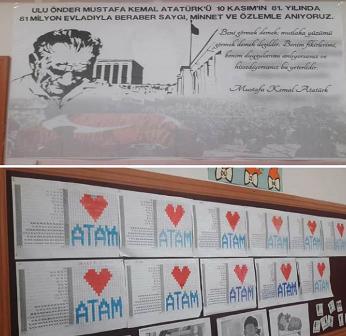 ULU ÖNDER MUSTAFA KEMAL ATATÜRK'Ü 10 KASIM'IN 81. YILINDA
81 MİLYON EVLADIYLA BERABER SAYGI, MİNNET VE ÖZLEMLE ANIYORUZ.
Beni görmek demek, mutlaka yüzümü
görmek demek değildir. Benim fikirlerimi,
benim duygularımı anlıyorsanız ve
hissediyorsanız bu yeterlidir.
Mustafa Kemal Atatürk
ATAM
ATAM
ATAM
ATAM
ATAM
ATAM
ATAM
ATAM
ATAM
ATAM
ATAM